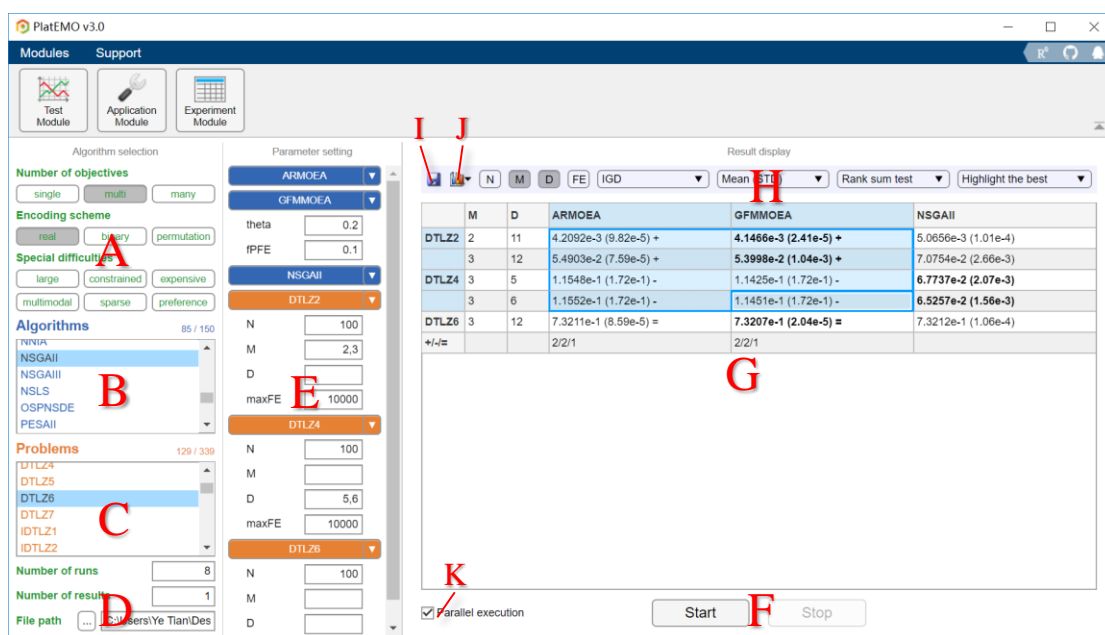 PlatEMO v3.0
Modules Support
Test Module
Application Module
Experiment Module
I J
Algorithm selection
Number of objectives
single multi many
Encoding scheme
real binary permutation
A
Special difficulties
large constrained expensive
multimodal sparse preference
Algorithms 85 / 150
NNIA
NSGAII
NSGAIII
NSLS
OSPNSDE
PESAII
B
Problems 129 / 339
DTLZ4
DTLZ5
DTLZ6
DTLZ7
IDTLZ1
IDTLZ2
C
Number of runs 8
Number of results 1
D
File path ... C:\Users\Ye Tian\Des
Parameter setting
ARMOEA
GFMMOEA
theta 0.2
fPFE 0.1
NSGAII
DTLZ2
N 100
M 2,3
D
maxFE 10000
E
DTLZ4
N 100
M
D 5,6
maxFE 10000
DTLZ6
N 100
M
D
Result display
N M D FE IGD Mean (STD) Rank sum test Highlight the best
H
M D ARMOEA GFMMOEA NSGAII
DTLZ2 2 11 4.2092e-3 (9.82e-5) + 4.1466e-3 (2.41e-5) + 5.0656e-3 (1.01e-4)
3 12 5.4903e-2 (7.59e-5) + 5.3998e-2 (1.04e-3) + 7.0754e-2 (2.66e-3)
DTLZ4 3 5 1.1548e-1 (1.72e-1) - 1.1425e-1 (1.72e-1) - 6.7737e-2 (2.07e-3)
3 6 1.1552e-1 (1.72e-1) - 1.1451e-1 (1.72e-1) - 6.5257e-2 (1.56e-3)
DTLZ6 3 12 7.3211e-1 (8.59e-5) = 7.3207e-1 (2.04e-5) = 7.3212e-1 (1.06e-4)
+/-/= 2/2/1 2/2/1
G
K
Parallel execution Start F Stop